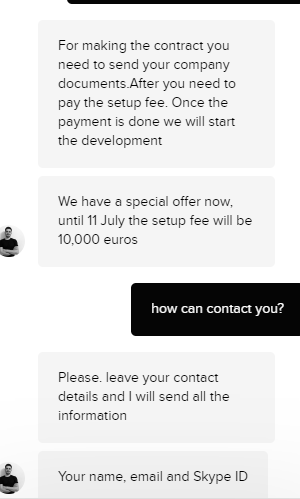 For making the contract you
need to send your company
documents.After you need to
pay the setup fee. Once the
payment is done we will start
the development
We have a special offer now,
until 11 July the setup fee will be
10,000 euros
how can contact you?
Please. leave your contact
details and I will send all the
information
Your name, email and Skype ID